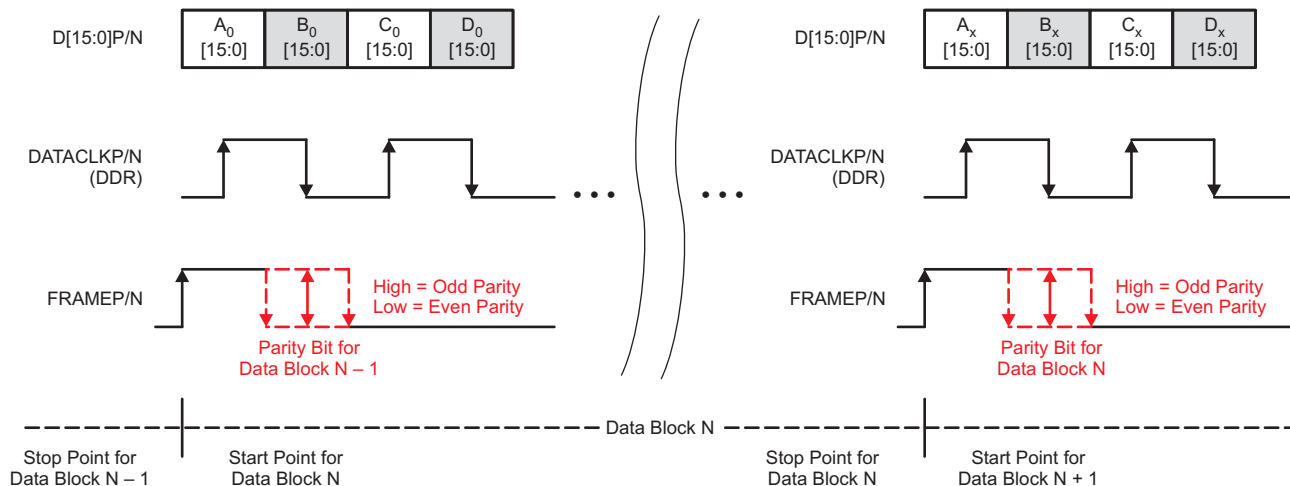 D[15:0]P/N
A0
[15:0]
B0
[15:0]
C0
[15:0]
D0
[15:0]
D[15:0]P/N
Ax
[15:0]
Bx
[15:0]
Cx
[15:0]
Dx
[15:0]
DATACLKP/N
(DDR)
DATACLKP/N
(DDR)
FRAMEP/N
High = Odd Parity
Low = Even Parity
Parity Bit for
Data Block N – 1
FRAMEP/N
High = Odd Parity
Low = Even Parity
Parity Bit for
Data Block N
Data Block N
Stop Point for
Data Block N – 1
Start Point for
Data Block N
Stop Point for
Data Block N
Start Point for
Data Block N + 1